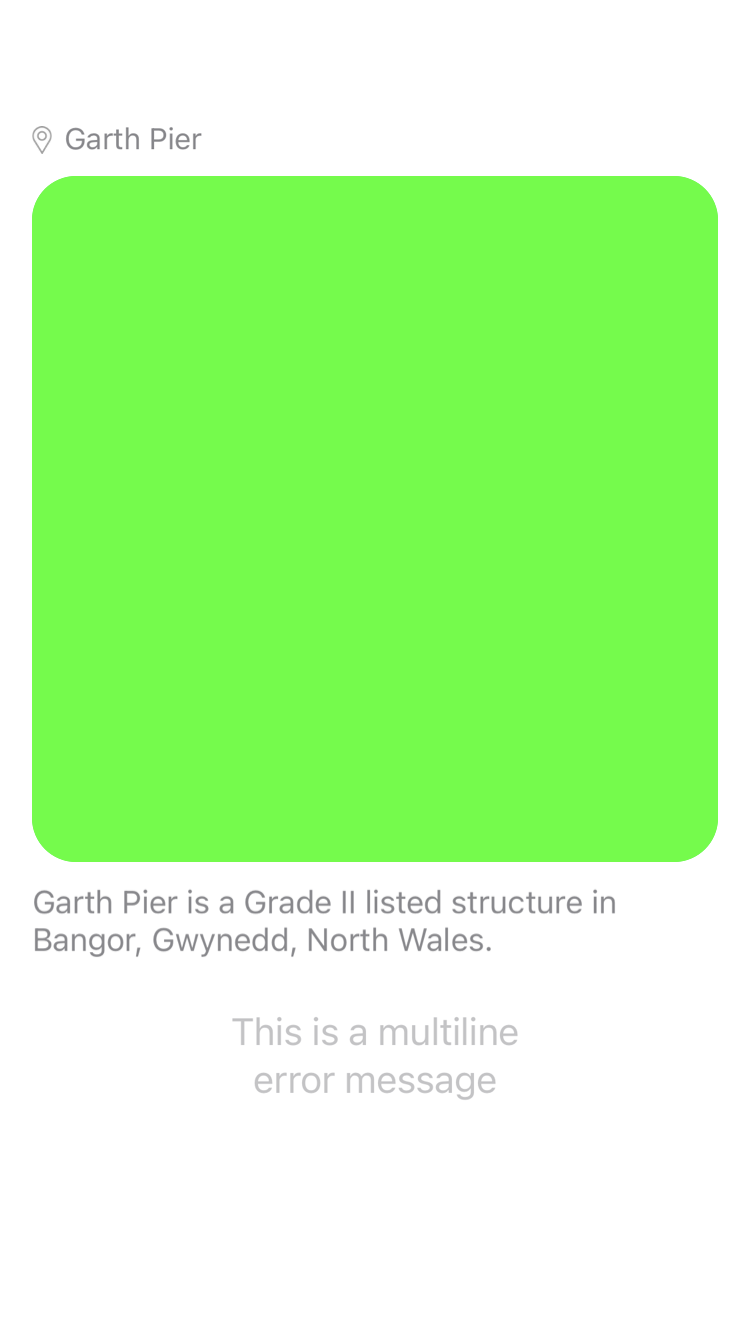 Garth Pier
Garth Pier is a Grade II listed structure in
Bangor, Gwynedd, North Wales.
This is a multiline
error message